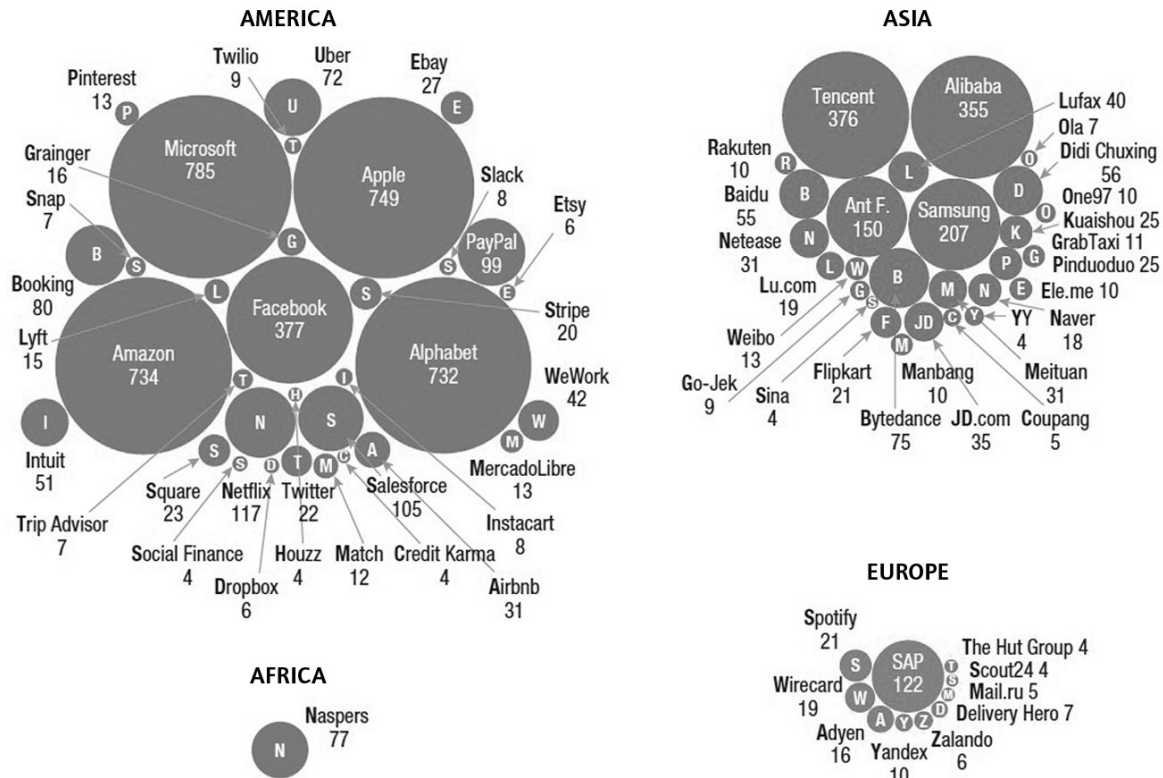 AMERICA
Twilio
9
Uber
72
Ebay
27
Pinterest
13
P
U
E
T
Microsoft
785
Apple
749
Grainger
16
Slack
8
Snap
7
Etsy
6
G
PayPal
99
B
S
S
E
Booking
80
L
Facebook
377
S
Stripe
20
Lyft
15
Amazon
734
Alphabet
732
WeWork
42
T
I
H
I
N
S
W
M
Intuit
51
S
S
D
T
M
C
A
MercadoLibre
13
Square
23
Netflix
117
Twitter
22
Salesforce
105
Trip Advisor
7
Instacart
8
Social Finance
4
Houzz
4
Match
12
Credit Karma
4
Dropbox
6
Airbnb
31
ASIA
Tencent
376
Alibaba
355
Lufax 40
Ola 7
Rakuten
10
R
L
O
Didi Chuxing
56
Baidu
55
B
Ant F.
150
Samsung
207
D
One97 10
O
Kuaishou 25
Netease
31
N
K
GrabTaxi 11
G
Pinduoduo 25
P
L
W
B
Lu.com
19
G
M
N
E
Ele.me 10
S
F
JD
C
Y
YY
4
Naver
18
M
Weibo
13
Go-Jek
9
Sina
4
Flipkart
21
Manbang
10
Meituan
31
Bytedance
75
JD.com
35
Coupang
5
EUROPE
Spotify
21
SAP
122
The Hut Group 4
T
Scout24 4
S
S
Mail.ru 5
M
Wirecard
19
W
Delivery Hero 7
D
A
Y
Z
Adyen
16
Yandex
10
Zalando
6
AFRICA
Naspers
77
N